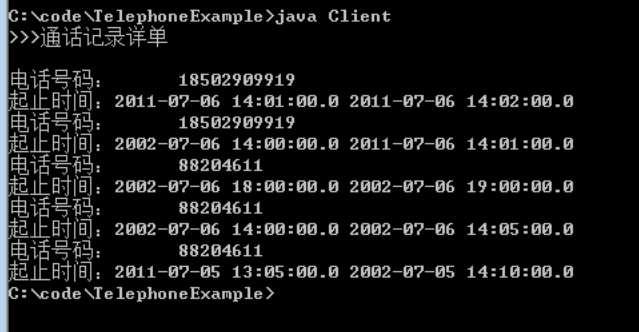 C:\code\TelephoneExample>java Client
>>>通话记录详单
电话号码: 18502909919
起止时间: 2011-07-06 14:01:00.0 2011-07-06 14:02:00.0
电话号码: 18502909919
起止时间: 2002-07-06 14:00:00.0 2011-07-06 14:01:00.0
电话号码: 88204611
起止时间: 2002-07-06 18:00:00.0 2002-07-06 19:00:00.0
电话号码: 88204611
起止时间: 2002-07-06 14:00:00.0 2002-07-06 14:05:00.0
电话号码: 88204611
起止时间: 2011-07-05 13:05:00.0 2002-07-05 14:10:00.0
C:\code\TelephoneExample>